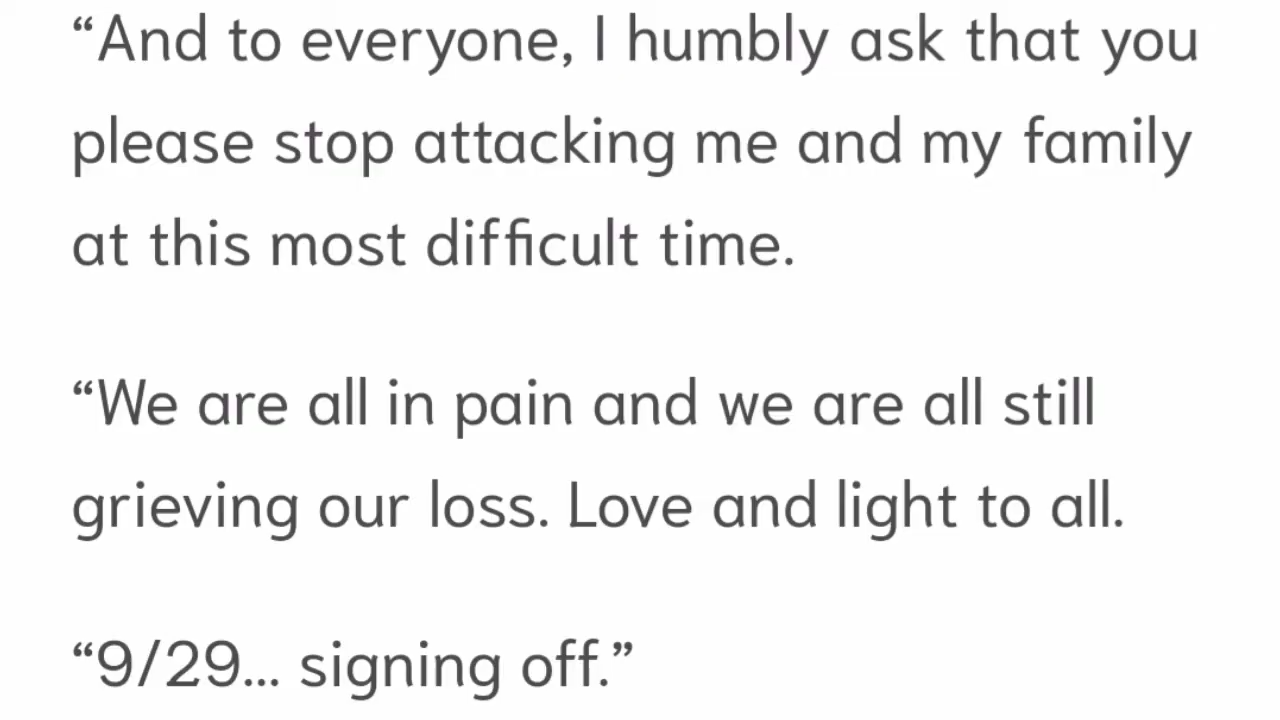 “And to everyone, I humbly ask that you
please stop attacking me and my family
at this most difficult time.
“We are all in pain and we are all still
grieving our loss. Love and light to all.
“9/29... signing off.”